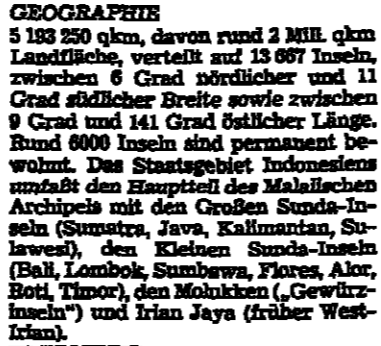 GEOGRAPHIE
5 193 250 qkm, davon rund 2 Mill. qkm
Landfläche, verteilt auf 13 667 Inseln,
zwischen 6 Grad nördlicher und 11
Grad südlicher Breite sowie zwischen
9 Grad und 141 Grad östlicher Länge.
Rund 6000 Inseln sind permanent be-
wohnt. Das Staatsgebiet Indonesiens
umfaßt den Hauptteil des Malaiischen
Archipels mit den Großen Sunda-In-
seln (Sumatra, Java, Kalimantan, Su-
lawesi), den Kleinen Sunda-Inseln
(Bali, Lombok, Sumbawa, Flores, Alor,
Roti, Timor), den Molukken („Gewürz-
inseln“) und Irian Jaya (früher West-
Irian).